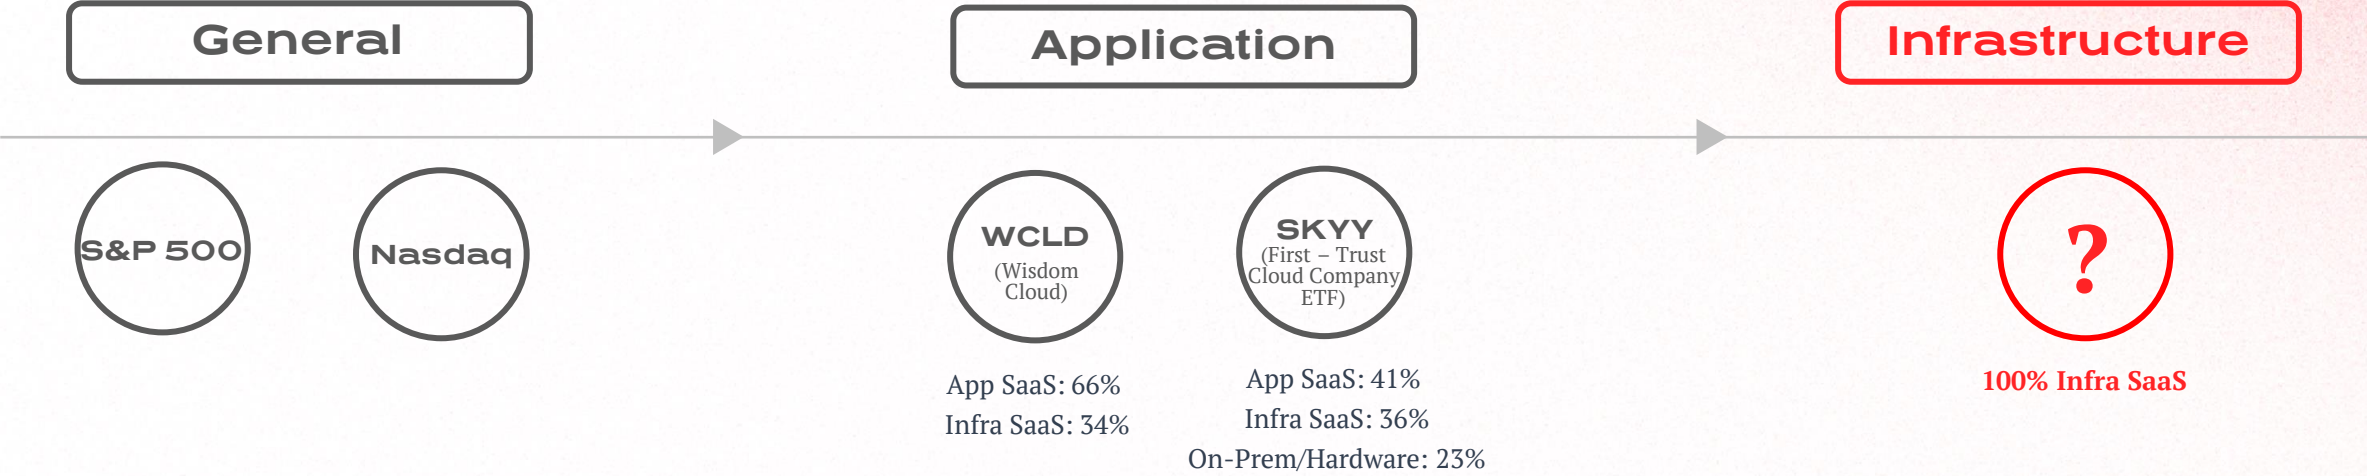 General
Application
Infrastructure
S&P 500
Nasdaq
WCLD
(Wisdom
Cloud)
SKYY
(First – Trust
Cloud Company
ETF)
?
App SaaS: 66%
Infra SaaS: 34%
App SaaS: 41%
Infra SaaS: 36%
On-Prem/Hardware: 23%
100% Infra SaaS